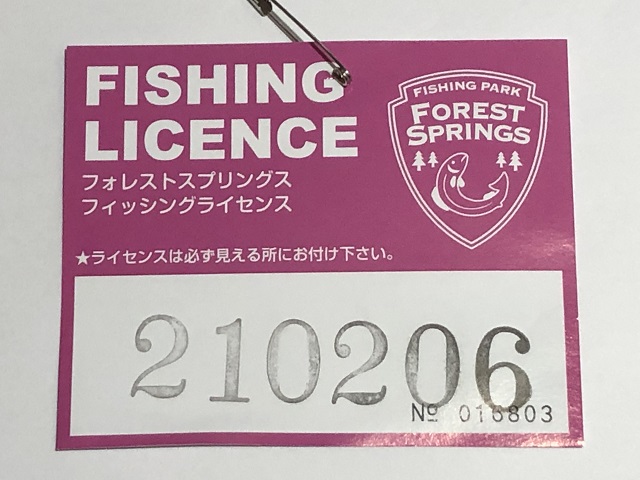 FISHING
LICENCE
フォレストスプリングス
フィッシングライセンス
FISHING PARK
FOREST
SPRINGS
★ライセンスは必ず見える所にお付け下さい。
210206
№ 016803